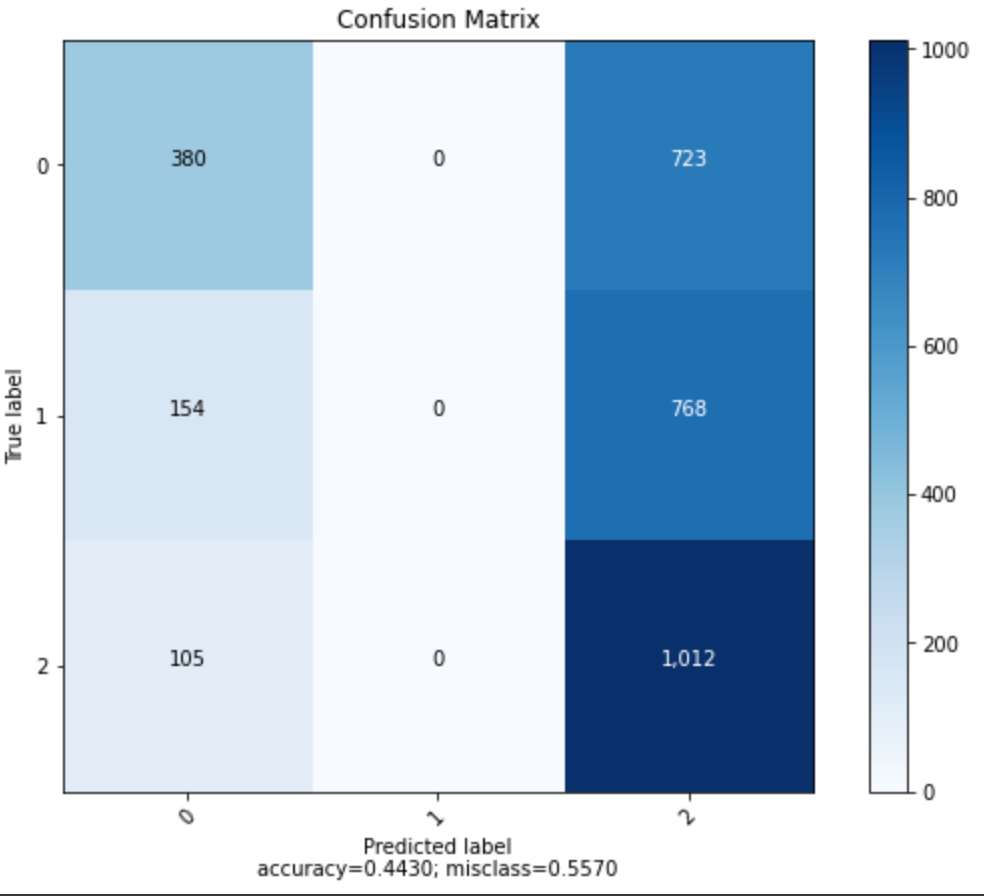 Confusion Matrix
1000
0 380 0 723
800
600
True label
1 154 0 768
400
200
2 105 0 1,012
0
0 1 2
Predicted label
accuracy=0.4430; misclass=0.5570